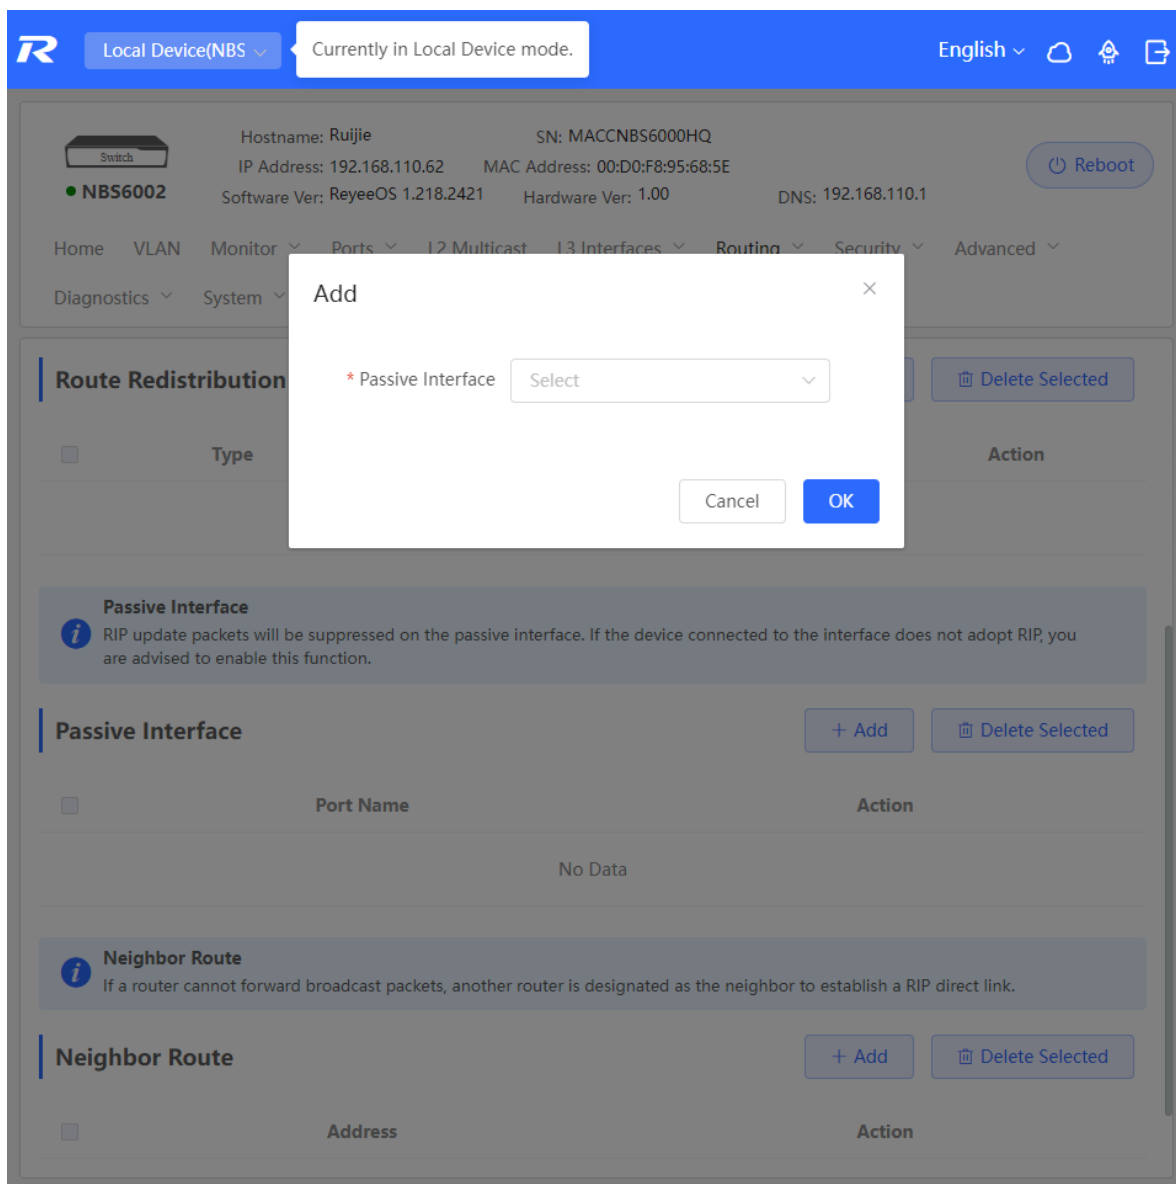 Local Device(NBS
Currently in Local Device mode.
English
Switch
NBS6002
Hostname: Ruijie
SN: MACCNBS6000HQ
IP Address: 192.168.110.62
MAC Address: 00:D0:F8:95:68:5E
Software Ver: ReyeeOS 1.218.2421
Hardware Ver: 1.00
DNS: 192.168.110.1
Reboot
Home VLAN Monitor Ports L2 Multicast L3 Interfaces Routing Security Advanced
Diagnostics System
Add
* Passive Interface Select
Cancel OK
Route Redistribution
Delete Selected
Type Action
Passive Interface
RIP update packets will be suppressed on the passive interface. If the device connected to the interface does not adopt RIP, you
are advised to enable this function.
Passive Interface
+ Add Delete Selected
Port Name Action
No Data
Neighbor Route
If a router cannot forward broadcast packets, another router is designated as the neighbor to establish a RIP direct link.
Neighbor Route
+ Add Delete Selected
Address Action